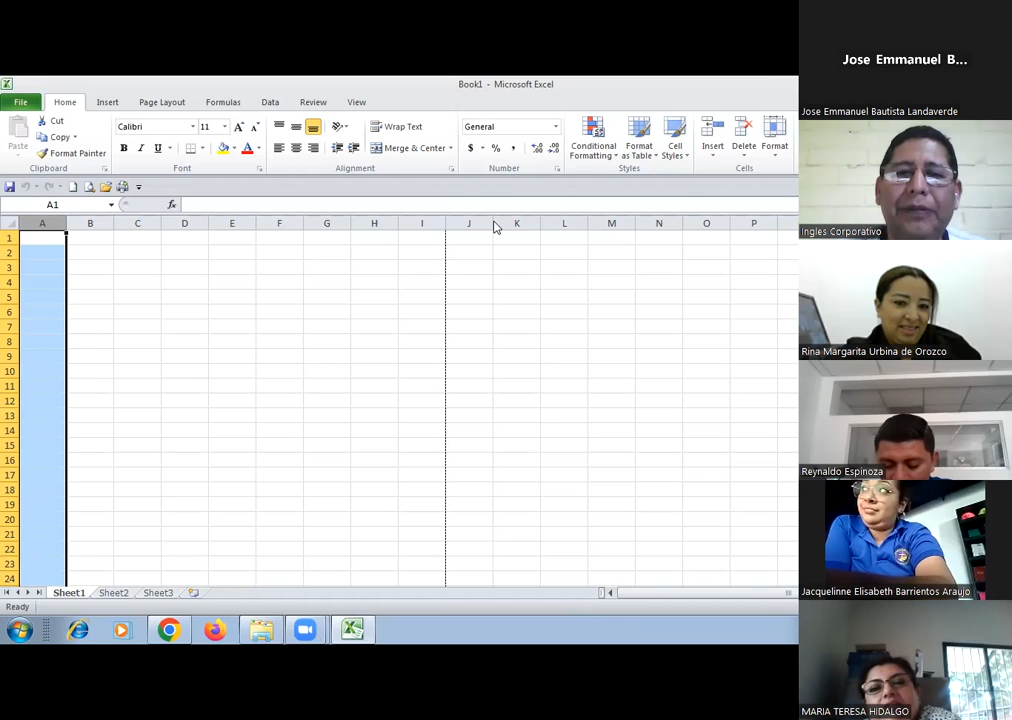 Book1 - Microsoft Excel
File Home Insert Page Layout Formulas Data Review View
Paste
Cut
Copy
Format Painter
Clipboard
Calibri 11
B I U A
Font
Wrap Text
Merge & Center
Alignment
General
$ % ,
Number
Conditional Formatting
Format as Table
Cell Styles
Styles
Insert
Delete
Format
Cells
A1
fx
A B C D E F G H I J K L M N O P
1
2
3
4
5
6
7
8
9
10
11
12
13
14
15
16
17
18
19
20
21
22
23
24
Sheet1 Sheet2 Sheet3
Ready
Jose Emmanuel B...
Jose Emmanuel Bautista Landaverde
Ingles Corporativo
Rina Margarita Urbina de Orozco
Reynaldo Espinoza
Jacquelinne Elisabeth Barrientos Araujo
MARIA TERESA HIDALGO